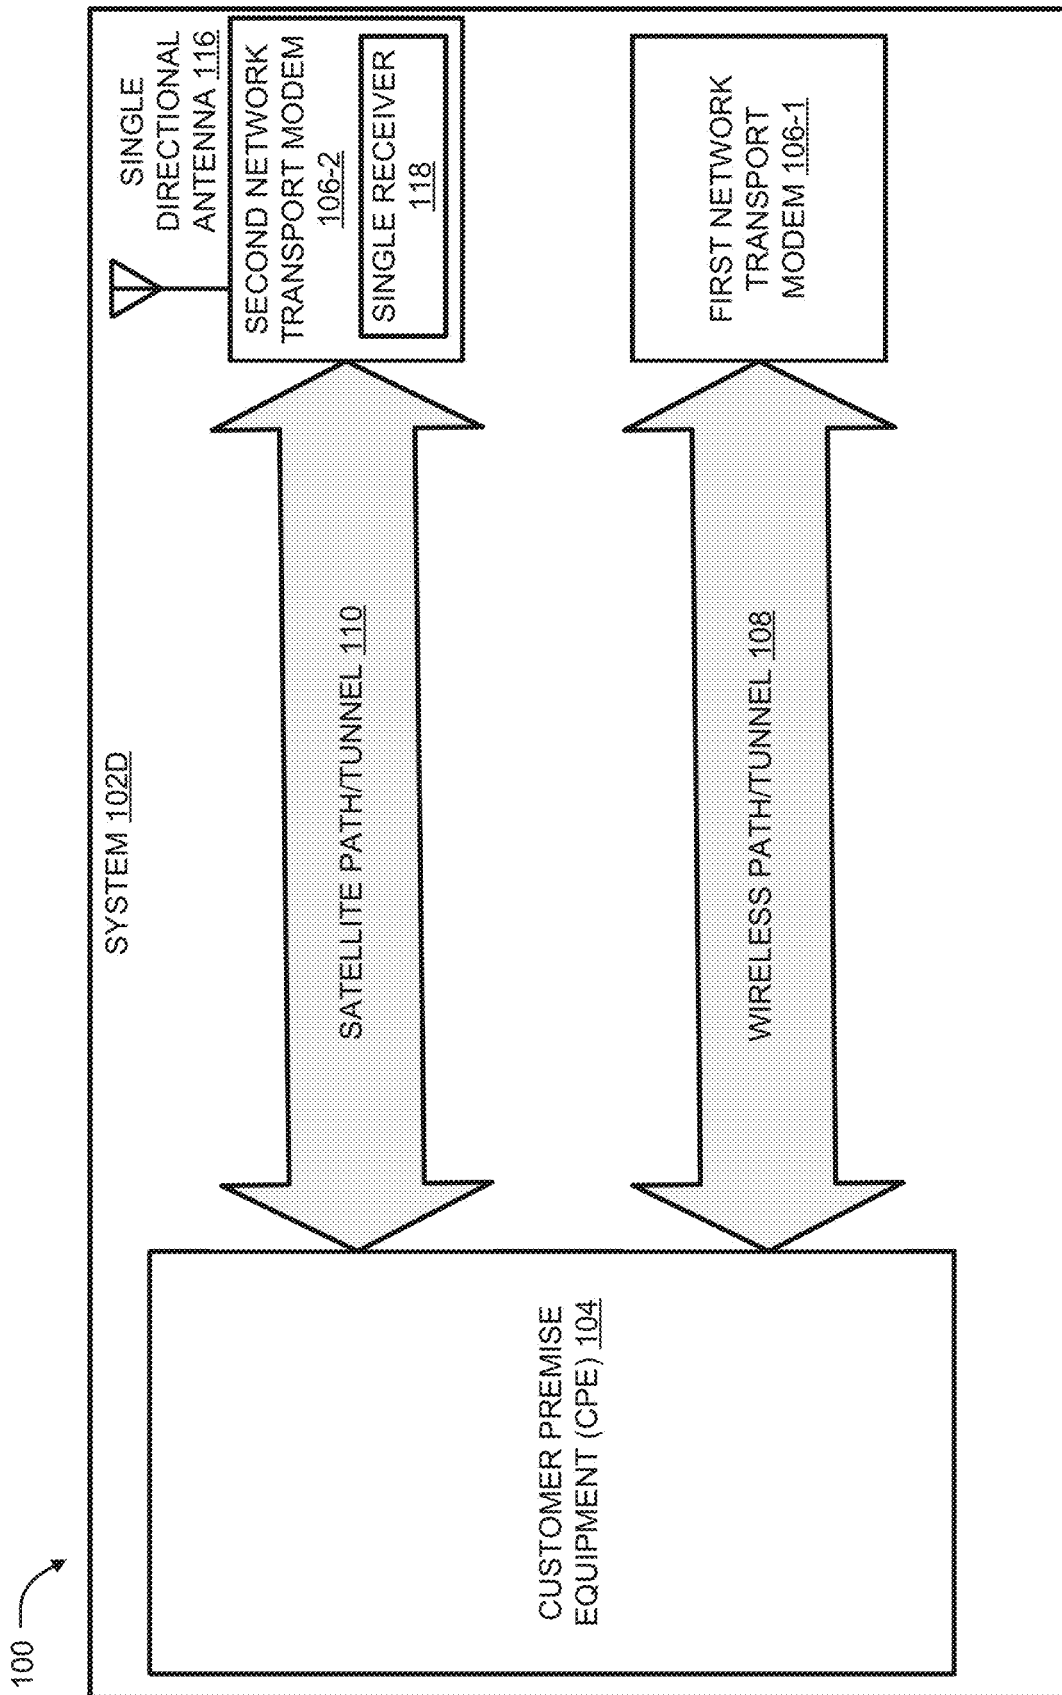 100
SYSTEM 102D
SINGLE
DIRECTIONAL
ANTENNA 116
SECOND NETWORK
TRANSPORT MODEM
106-2
SINGLE RECEIVER
118
SATELLITE PATH/TUNNEL 110
CUSTOMER PREMISE
EQUIPMENT (CPE) 104
WIRELESS PATH/TUNNEL 108
FIRST NETWORK
TRANSPORT
MODEM 106-1